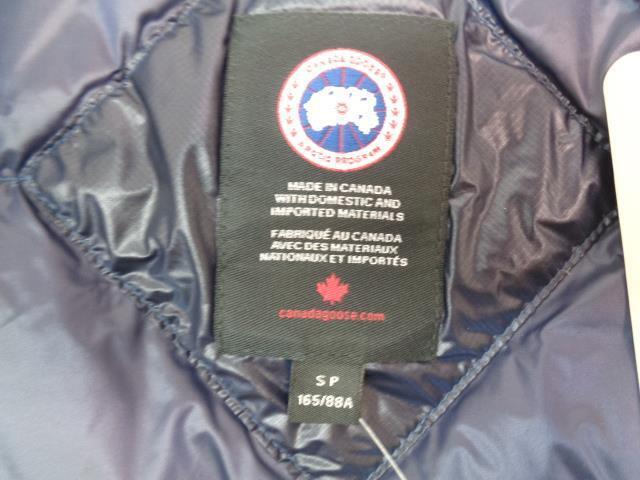 CANADA GOOSE
ARCTIC PROGRAM
MADE IN CANADA
WITH DOMESTIC AND
IMPORTED MATERIALS
FABRIQUÉ AU CANADA
AVEC DES MATERIAUX
NATIONAUX ET IMPORTÉS
canadagoose.com
S P
165/88A